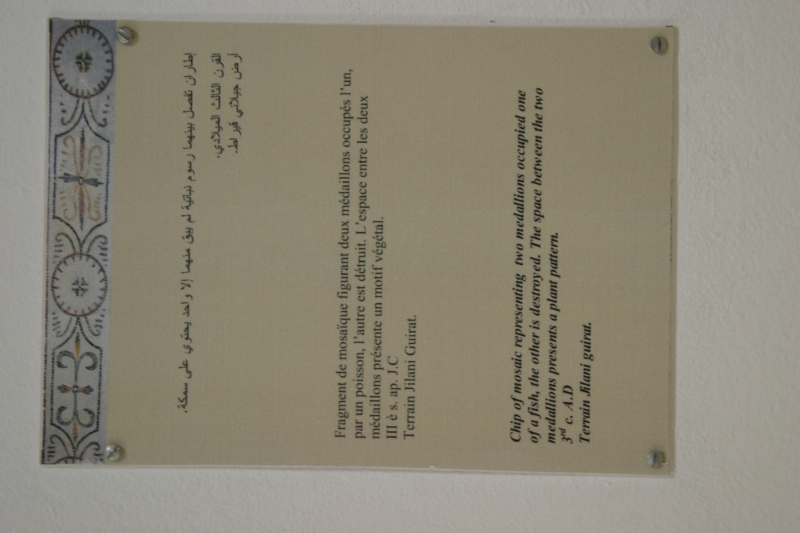 إطاران تفصل بينهما رسوم نباتية لم يبق منهما إلا واحد يحتوي على سمكة.
القرن الثالث الميلادي.
أرض جيلاني قيراط.
Fragment de mosaïque figurant deux médaillons occupés l'un,
par un poisson, l'autre est détruit. L'espace entre les deux
médaillons présente un motif végétal.
III è s. ap. J.C
Terrain Jilani Guirat.
Chip of mosaic representing two medallions occupied one
of a fish, the other is destroyed. The space between the two
medallions presents a plant pattern.
3rd c. A.D
Terrain Jilani guirat.